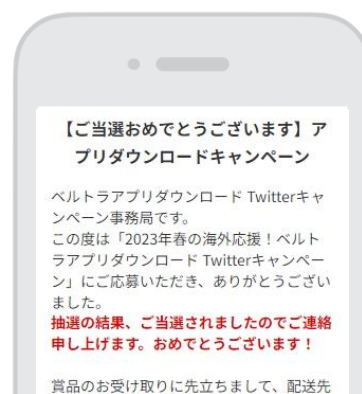 【ご当選おめでとうございます】ア
プリダウンロードキャンペーン
ベルトラアプリダウンロード Twitterキャ
ンペーン事務局です。
この度は「2023年春の海外応援！ベルト
ラアプリダウンロード Twitterキャンペー
ン」にご応募いただき、ありがとうござい
ました。
抽選の結果、ご当選されましたのでご連絡
申し上げます。おめでとうございます！
賞品のお受け取りに先立ちまして、配送先